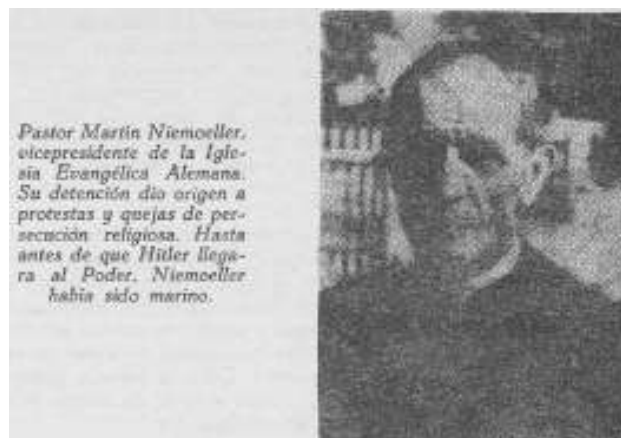 Pastor Martin Niemoeller,
vicepresidente de la Igle-
sia Evangélica Alemana.
Su detención dio origen a
protestas y quejas de per-
secución religiosa. Hasta
antes de que Hitler llega-
ra al Poder, Niemoeller
había sido marino.